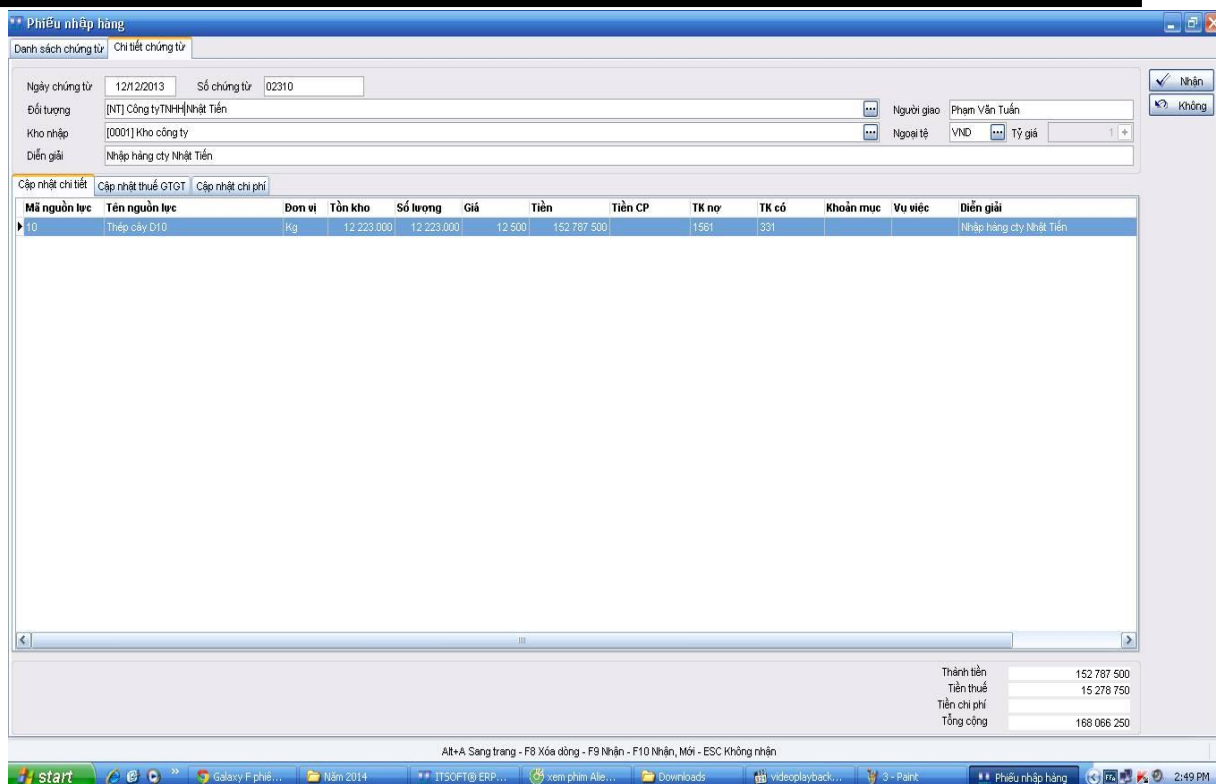 Phiếu nhập hàng
Danh sách chứng từ Chi tiết chứng từ
Ngày chứng từ 12/12/2013 Số chứng từ 02310
Nhận
Đối tượng [NT] Công tyTNHH Nhật Tiến ... Người giao Phạm Văn Tuấn
Không
Kho nhập [0001] Kho công ty ... Ngoại tệ VND ... Tỷ giá 1 +
Diễn giải Nhập hàng cty Nhật Tiến
Cập nhật chi tiết Cập nhật thuế GTGT Cập nhật chi phí
Mã nguồn lực Tên nguồn lực Đơn vị Tồn kho Số lượng Giá Tiền Tiền CP TK nợ TK có Khoản mục Vụ việc Diễn giải
10 Thép cây D10 Kg 12 223.000 12 223.000 12 500 152 787 500 1561 331 Nhập hàng cty Nhật Tiến
Thành tiền 152 787 500
Tiền thuế 15 278 750
Tiền chi phí
Tổng cộng 168 066 250
Alt+A Sang trang - F8 Xóa dòng - F9 Nhận - F10 Nhận, Mới - ESC Không nhận
start Galaxy F phiê... Năm 2014 ITSOFT® ERP... xem phim Alie... Downloads videoplayback... 3 - Paint Phiếu nhập hàng 2:49 PM